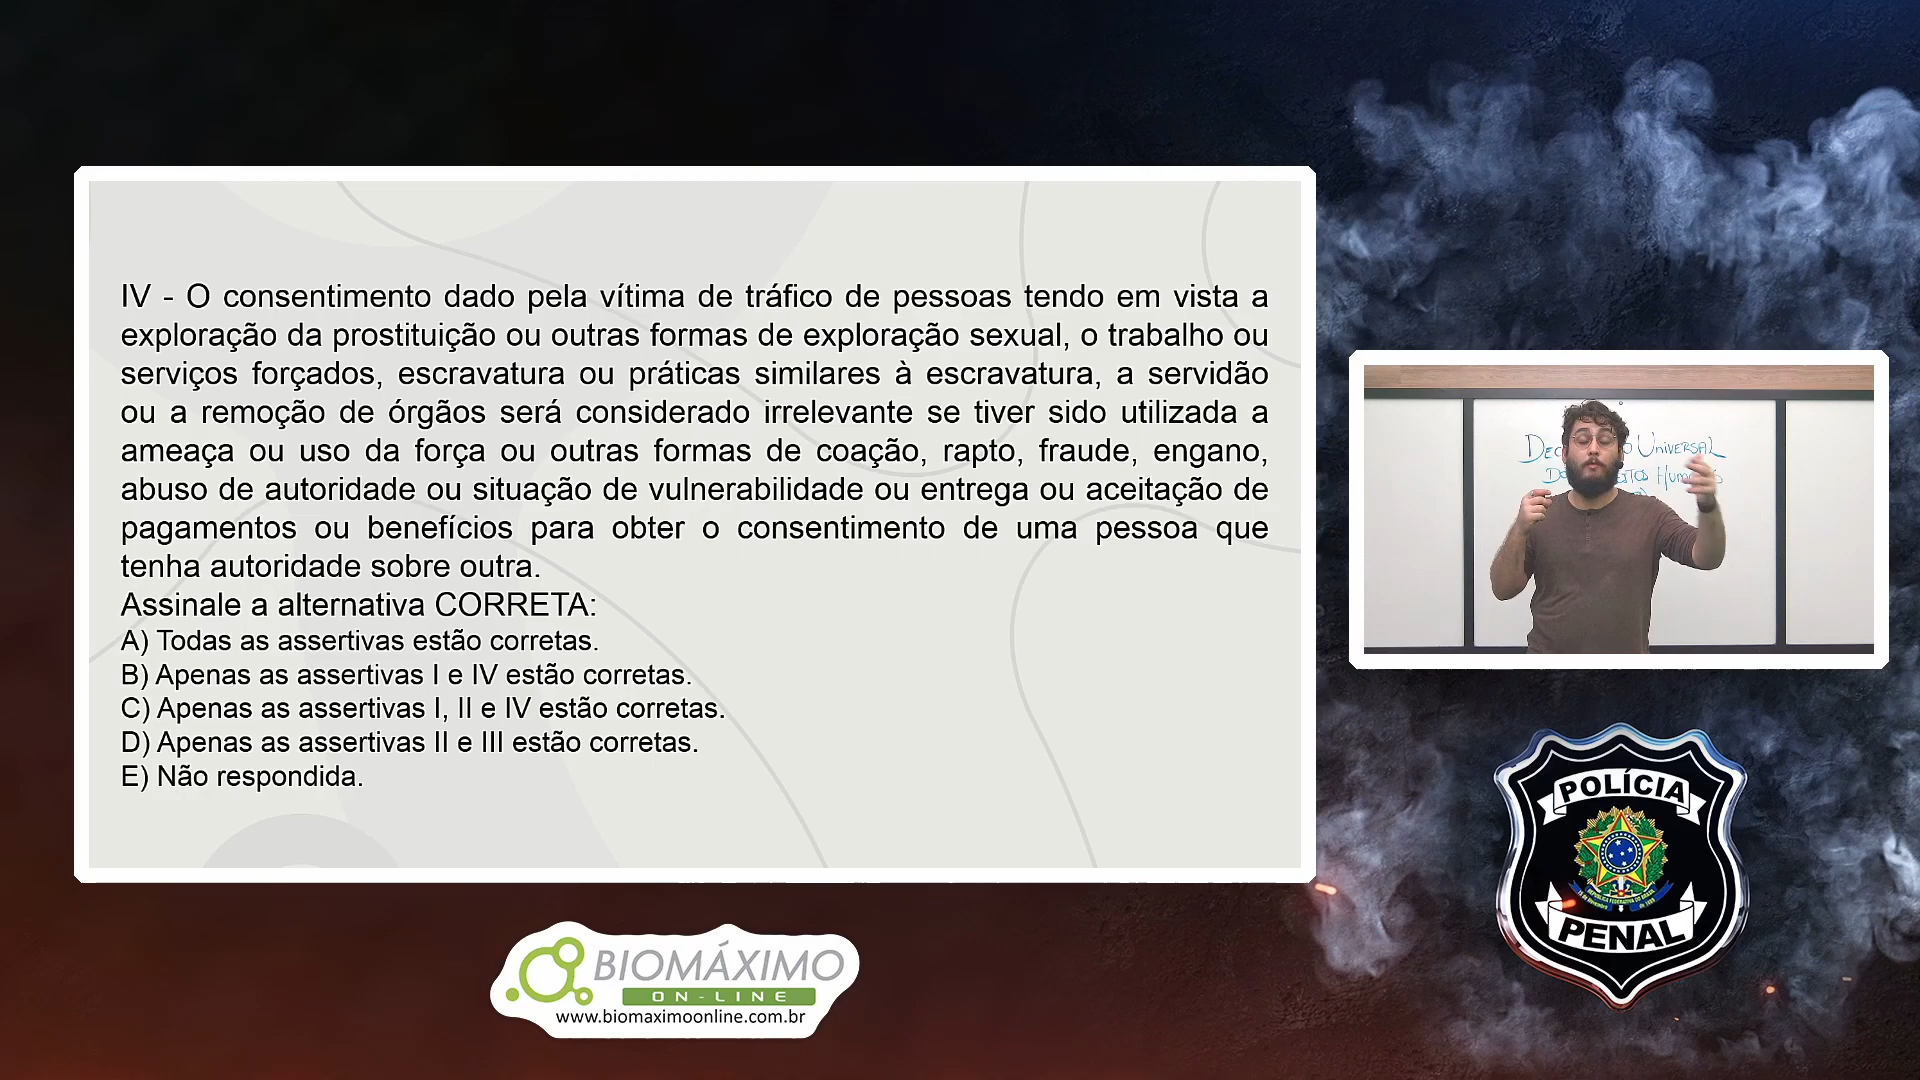 IV - O consentimento dado pela vítima de tráfico de pessoas tendo em vista a
exploração da prostituição ou outras formas de exploração sexual, o trabalho ou
serviços forçados, escravatura ou práticas similares à escravatura, a servidão
ou a remoção de órgãos será considerado irrelevante se tiver sido utilizada a
ameaça ou uso da força ou outras formas de coação, rapto, fraude, engano,
abuso de autoridade ou situação de vulnerabilidade ou entrega ou aceitação de
pagamentos ou benefícios para obter o consentimento de uma pessoa que
tenha autoridade sobre outra.
Assinale a alternativa CORRETA:
A) Todas as assertivas estão corretas.
B) Apenas as assertivas I e IV estão corretas.
C) Apenas as assertivas I, II e IV estão corretas.
D) Apenas as assertivas II e III estão corretas.
E) Não respondida.
UNIVERSAL
POLÍCIA
PENAL
BIOMÁXIMO
ON-LINE
www.biomaximoonline.com.br